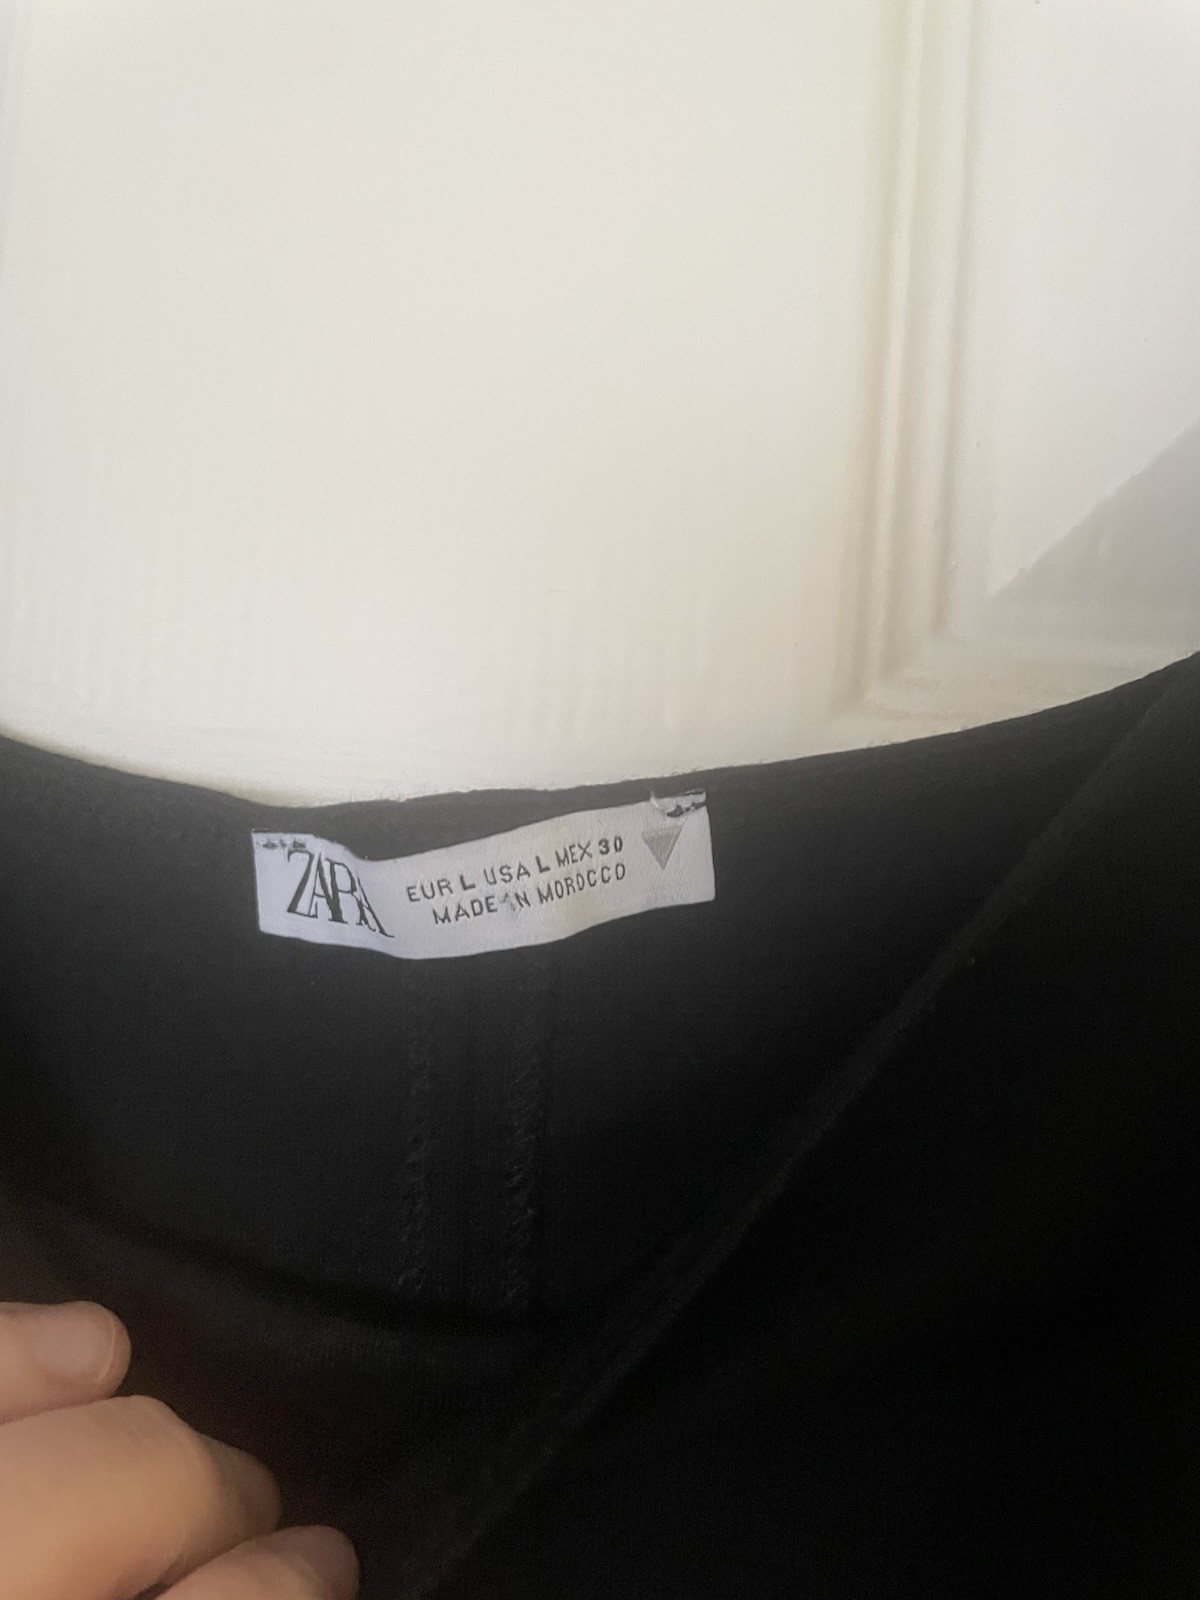 ZARA
EUR L USA L MEX 30
MADE IN MOROCCO